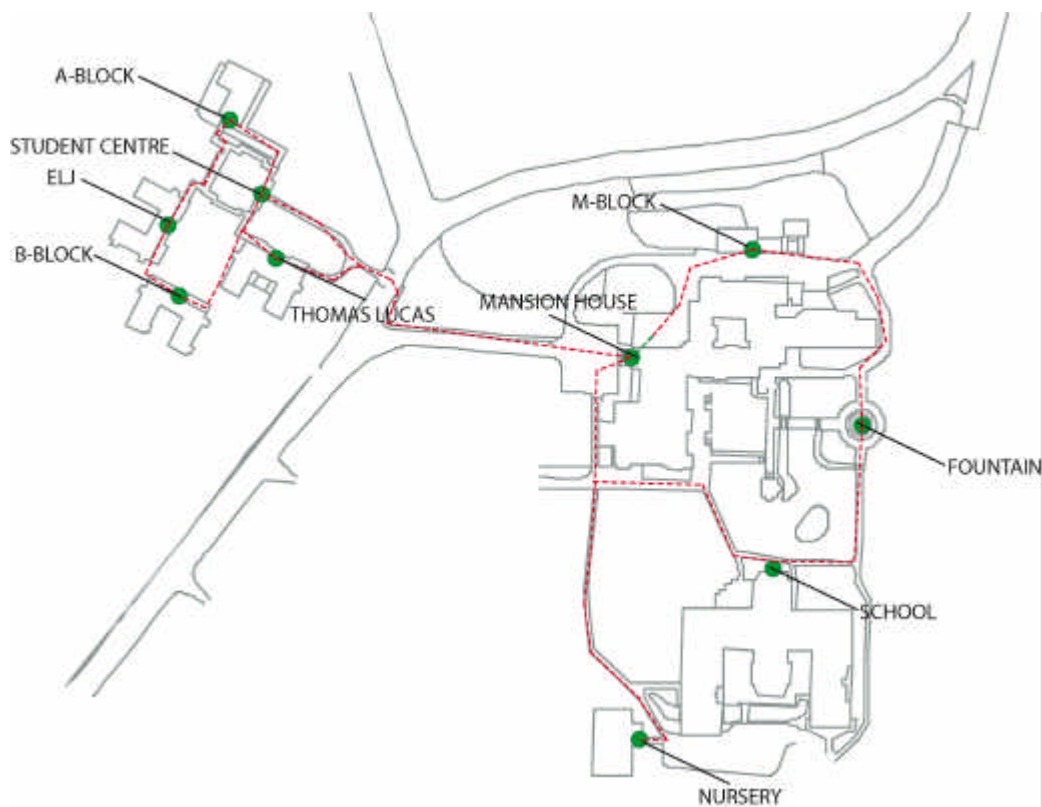 A-BLOCK
STUDENT CENTRE
ELJ
B-BLOCK
THOMAS LUCAS
M-BLOCK
MANSION HOUSE
FOUNTAIN
SCHOOL
NURSERY